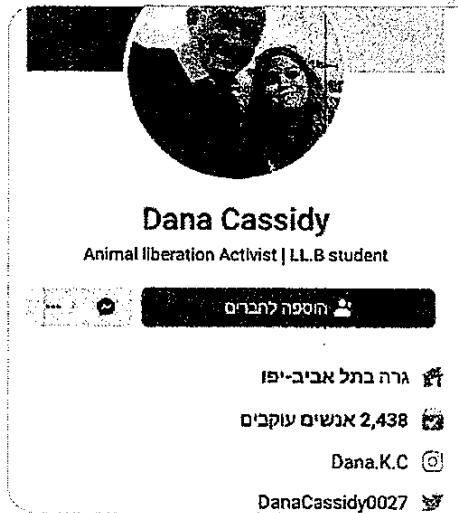 Dana Cassidy
Animal liberation Activist | LL.B student
הוספה לחברים
גרה בתל אביב-יפו
2,438 אנשים עוקבים
Dana.K.C
DanaCassidy0027